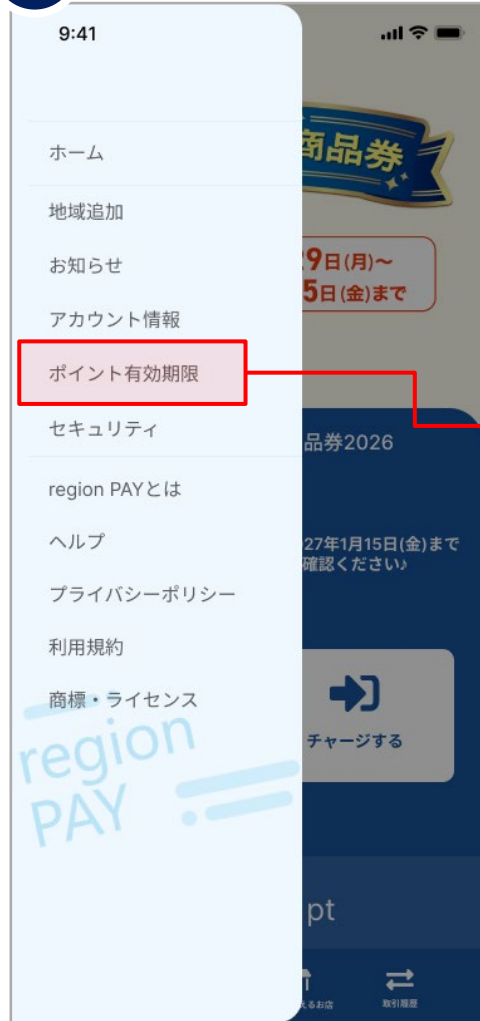 9:41
商品券
ホーム
地域追加
お知らせ
9日(月)～
5日(金)まで
アカウント情報
ポイント有効期限
セキュリティ
品券2026
region PAYとは
ヘルプ
27年1月15日(金)まで
確認ください♪
プライバシーポリシー
利用規約
商標・ライセンス
チャージする
region
PAY
pt
えるお店
取引履歴